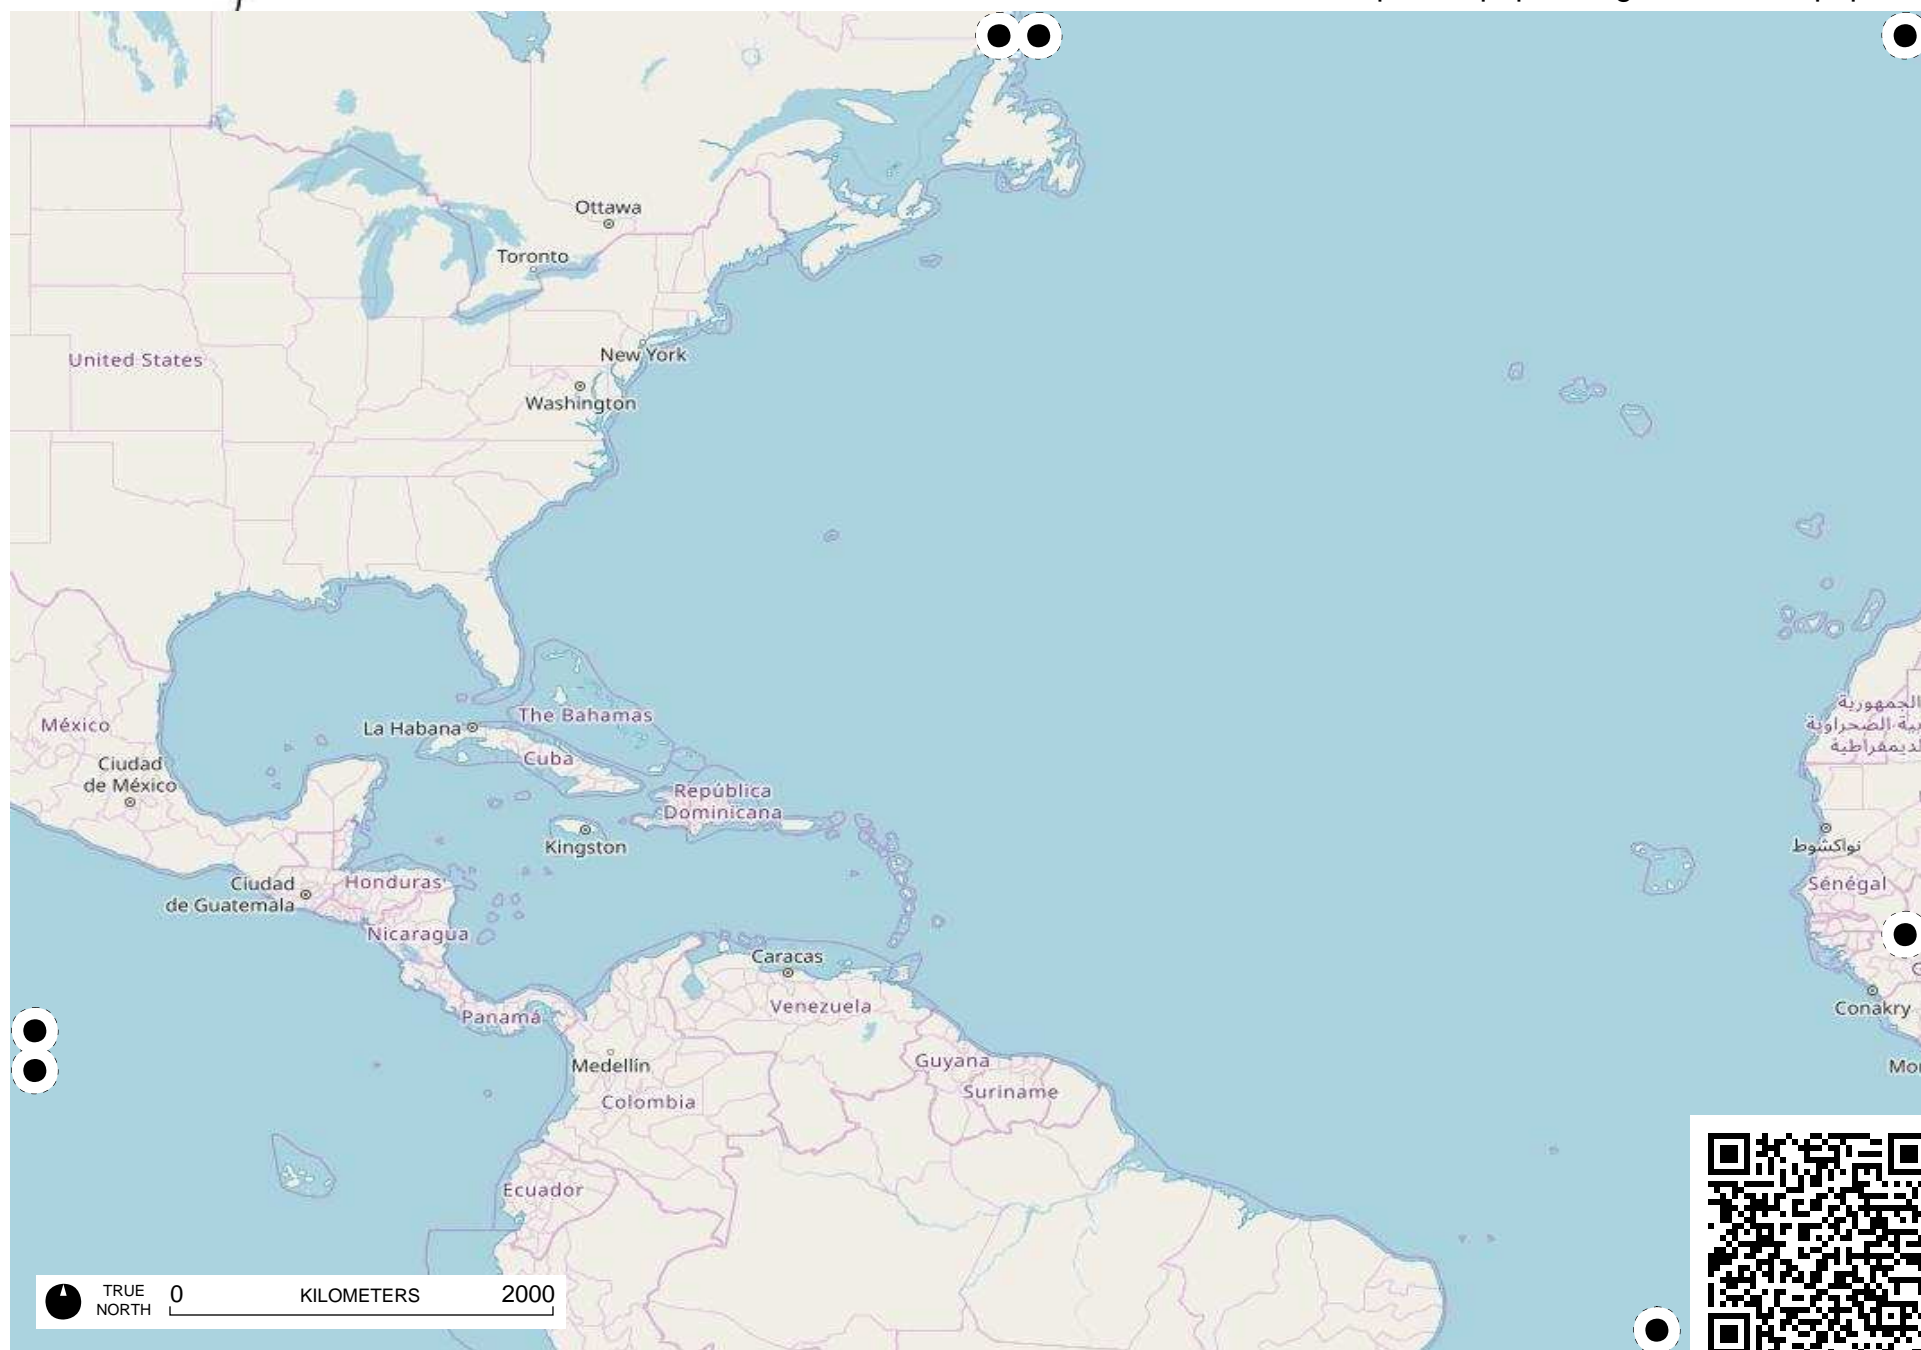 Ottawa
Toronto
United States
New York
Washington
الجمهورية
The Bahamas
México
La Habana
الصحراوية
Cuba
Ciudad
de México
República
Dominicana
Kingston
نواكشوط
Ciudad
de Guatemala
Honduras
Sénégal
Nicaragua
Caracas
Venezuela
Conakry
Panamá
Medellín
Guyana
Suriname
Colombia
Ecuador
TRUE
NORTH
0 KILOMETERS 2000